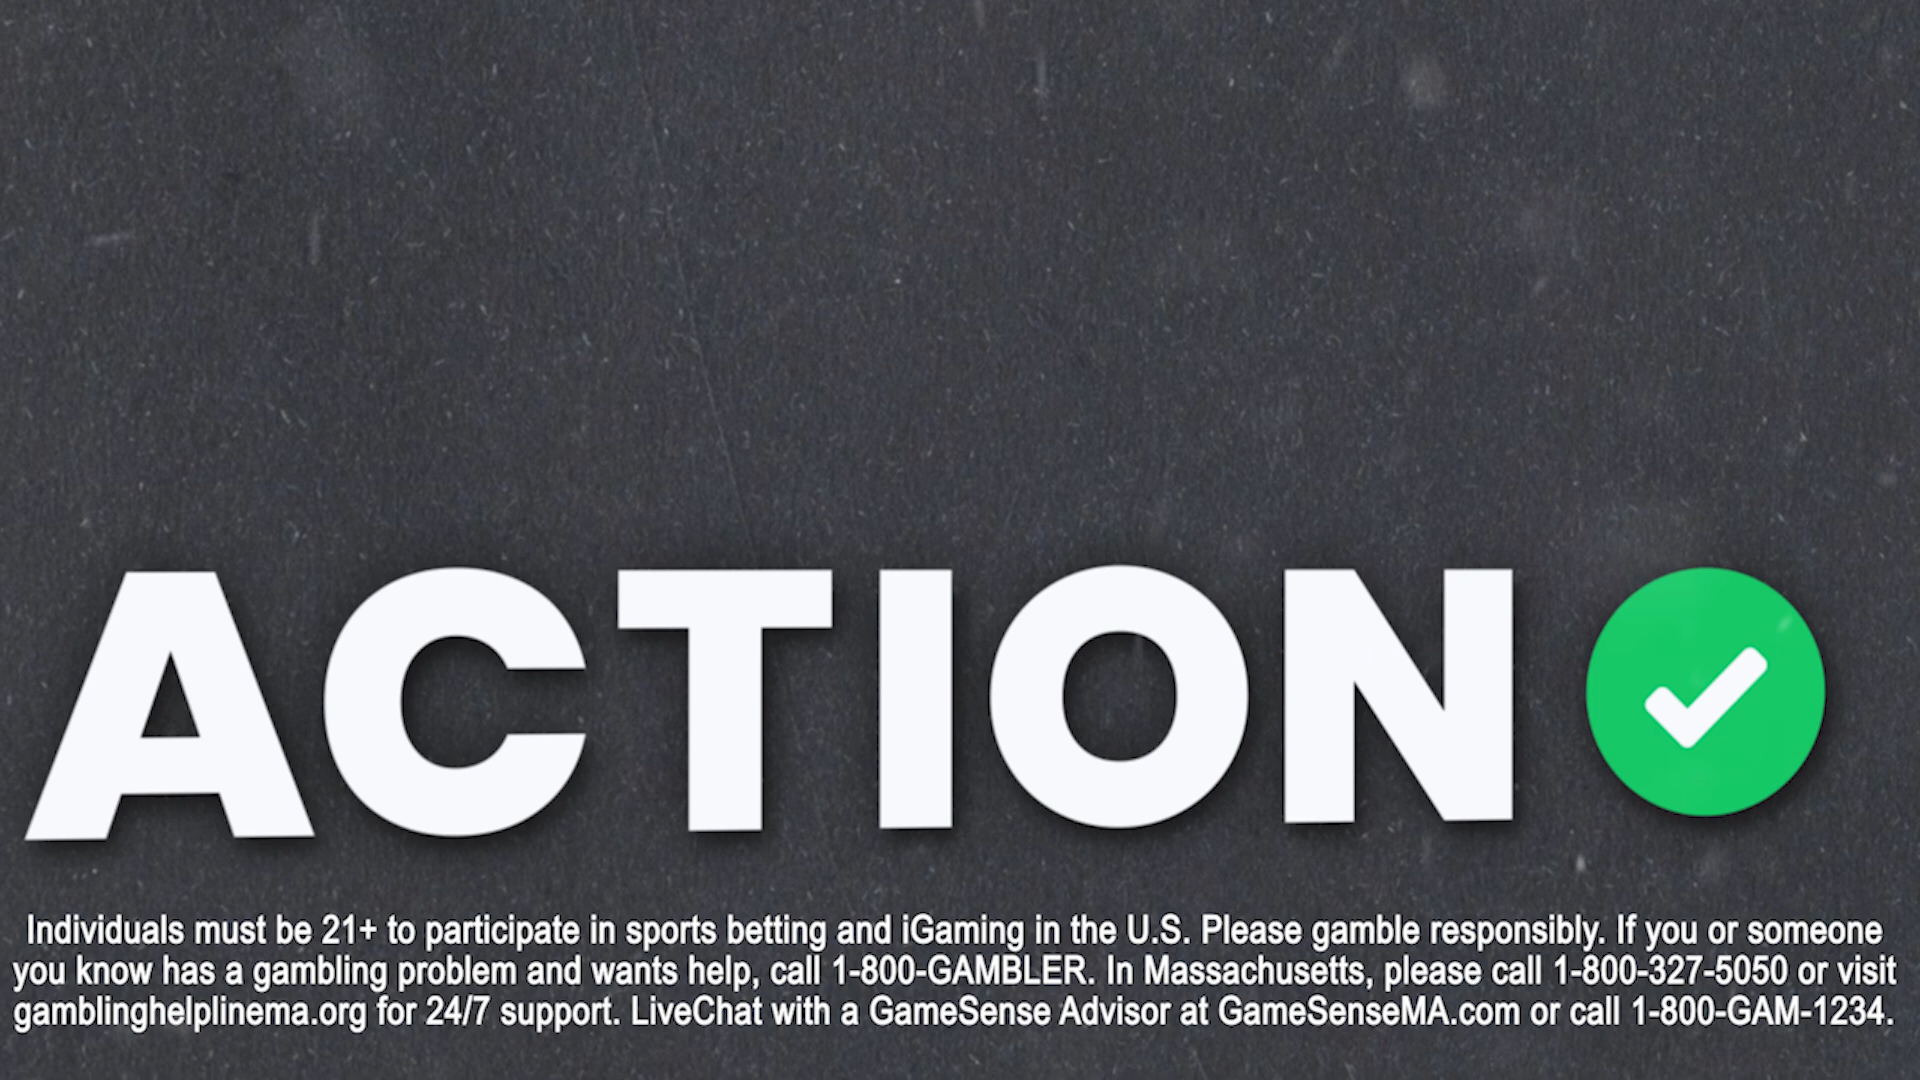 ACTION
Individuals must be 21+ to participate in sports betting and iGaming in the U.S. Please gamble responsibly. If you or someone
you know has a gambling problem and wants help, call 1-800-GAMBLER. In Massachusetts, please call 1-800-327-5050 or visit
gamblinghelplinema.org for 24/7 support. LiveChat with a GameSense Advisor at GameSenseMA.com or call 1-800-GAM-1234.